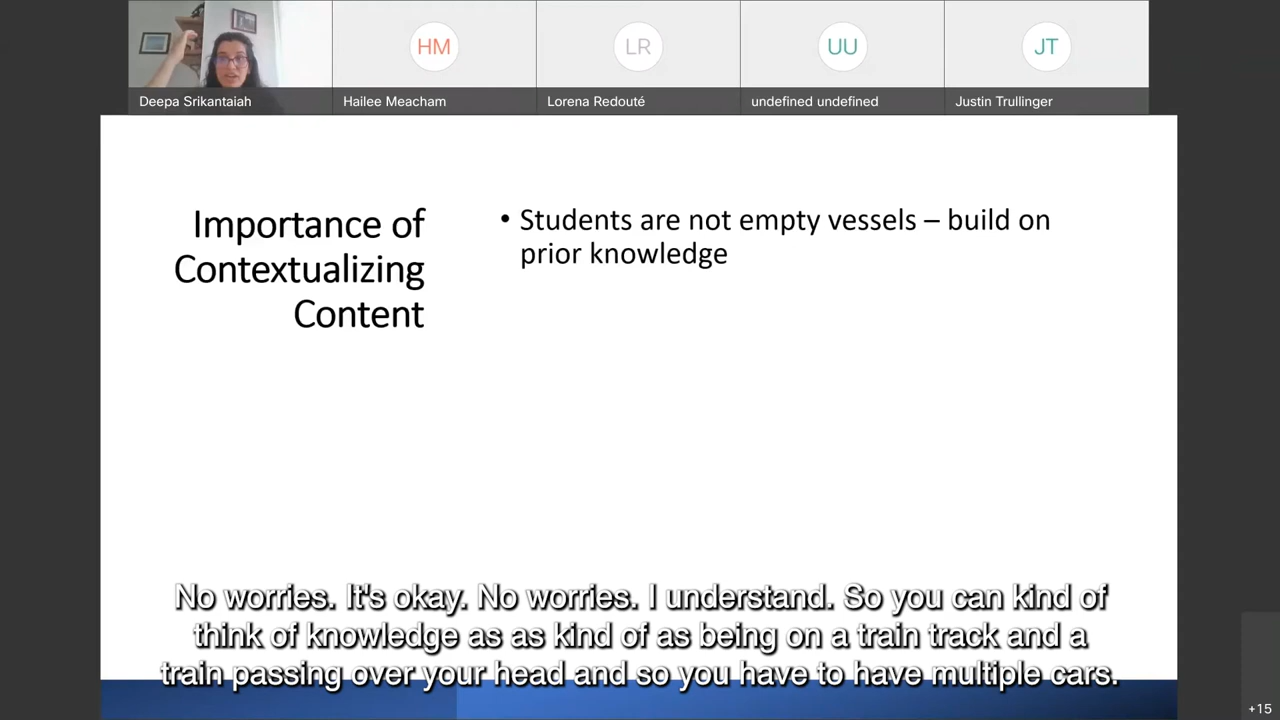 HM
LR
UU
JT
Deepa Srikantaiah
Hailee Meacham
Lorena Redouté
undefined undefined
Justin Trullinger
Importance of
Contextualizing
Content
• Students are not empty vessels – build on
prior knowledge
No worries. It's okay. No worries. I understand. So you can kind of
think of knowledge as as kind of as being on a train track and a
train passing over your head and so you have to have multiple cars.
+15